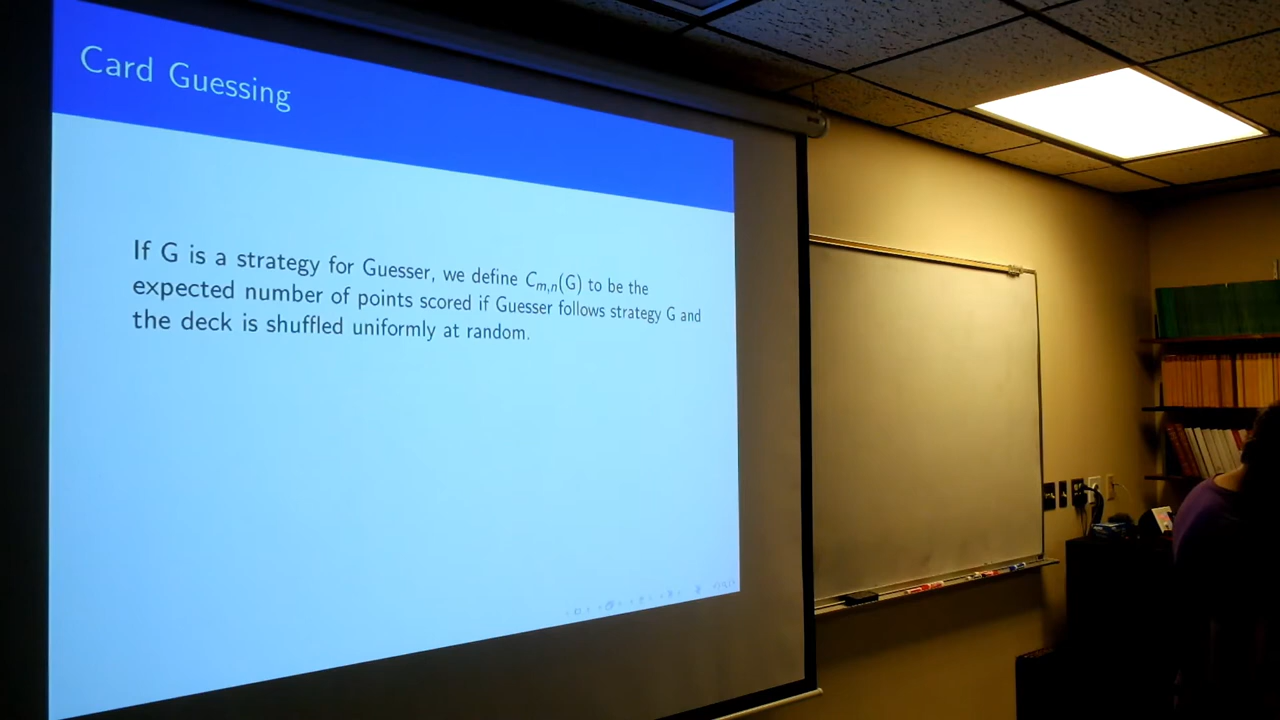 Card Guessing
If G is a strategy for Guesser, we define C_{m,n}(G) to be the
expected number of points scored if Guesser follows strategy G and
the deck is shuffled uniformly at random.